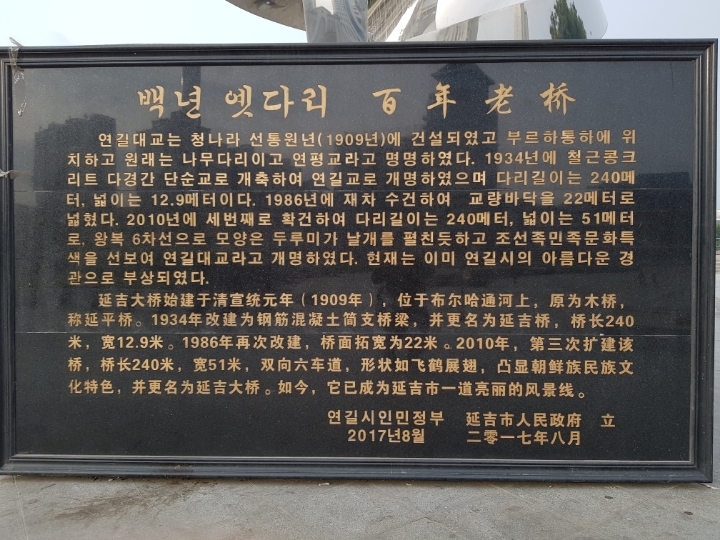 백년 옛다리 百年老桥
연길대교는 청나라 선통원년(1909년)에 건설되였고 부르하통하에 위
치하고 원래는 나무다리이고 연평교라고 명명하였다. 1934년에 철근콩크
리트 다경간 단순교로 개축하여 연길교로 개명하였으며 다리길이는 240메
터, 넓이는 12.9메터이다. 1986년에 재차 수건하여 교량바닥을 22메터로
넓혔다. 2010년에 세번째로 확건하여 다리길이는 240메터, 넓이는 51메터
로, 왕복 6차선으로 모양은 두루미가 날개를 펼친듯하고 조선족민족문화특
색을 선보여 연길대교라고 개명하였다. 현재는 이미 연길시의 아름다운 경
관으로 부상되였다.
延吉大桥始建于清宣统元年（1909年），位于布尔哈通河上，原为木桥，
称延平桥。1934年改建为钢筋混凝土简支桥梁，并更名为延吉桥，桥长240
米，宽12.9米。1986年再次改建，桥面拓宽为22米。2010年，第三次扩建该
桥，桥长240米，宽51米，双向六车道，形状如飞鹤展翅，凸显朝鲜族民族文
化特色，并更名为延吉大桥。如今，它已成为延吉市一道亮丽的风景线。
연길시인민정부 延吉市人民政府 立
2017년8월 二零一七年八月